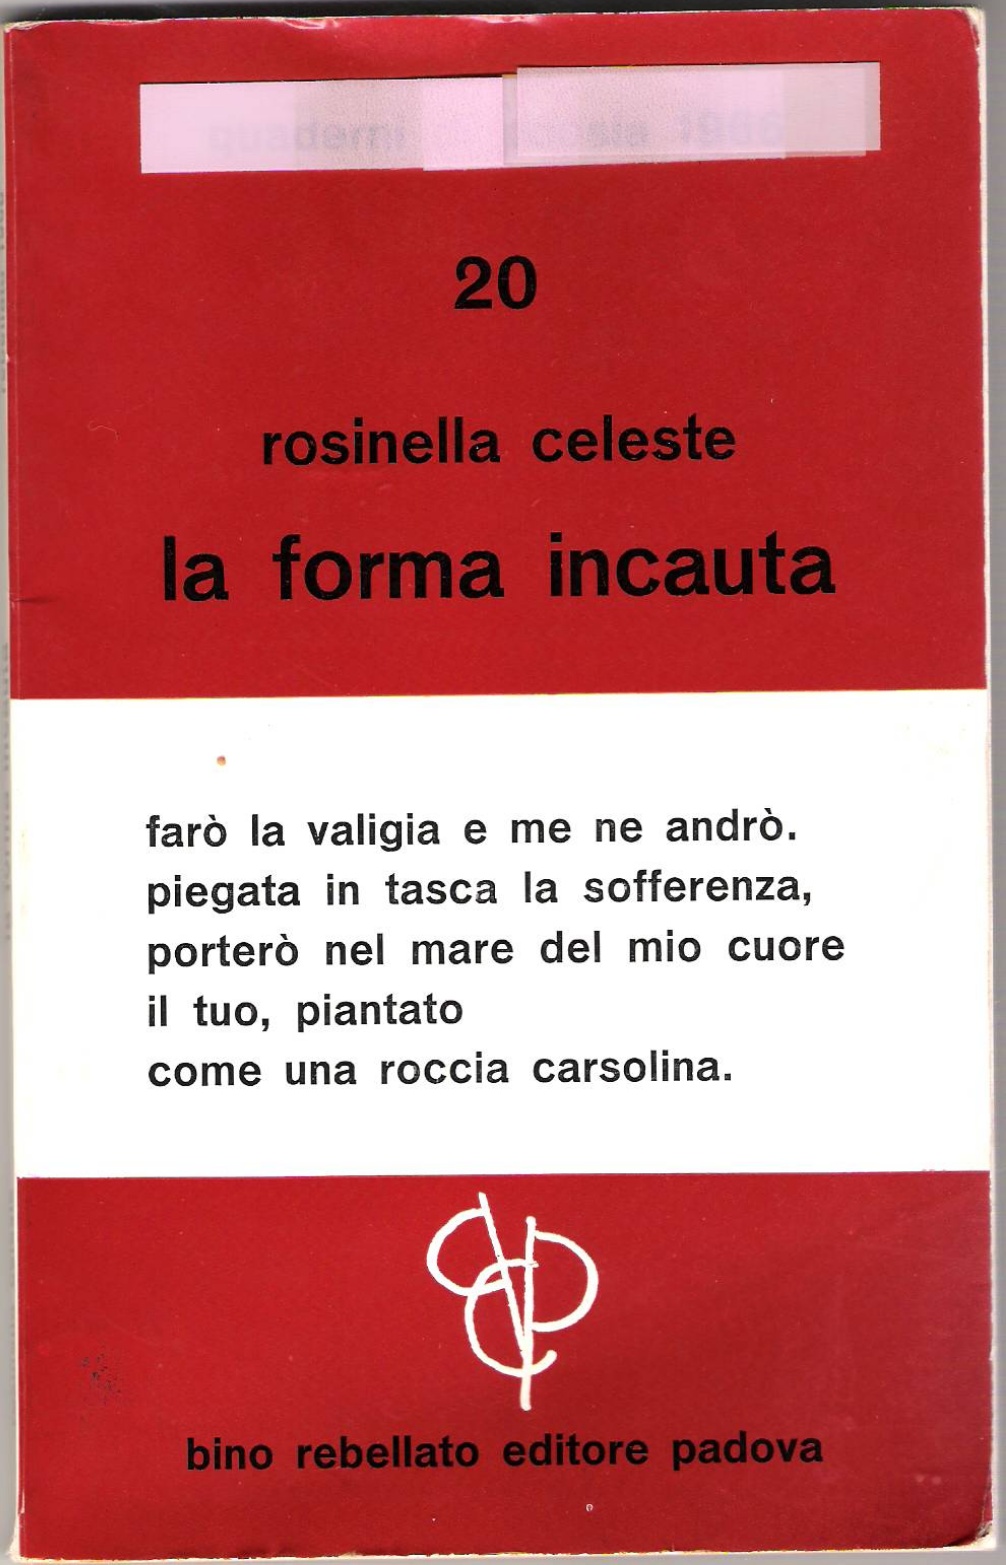 20
rosinella celeste
la forma incauta
farò la valigia e me ne andrò.
piegata in tasca la sofferenza,
porterò nel mare del mio cuore
il tuo, piantato
come una roccia carsolina.
bino rebellato editore padova